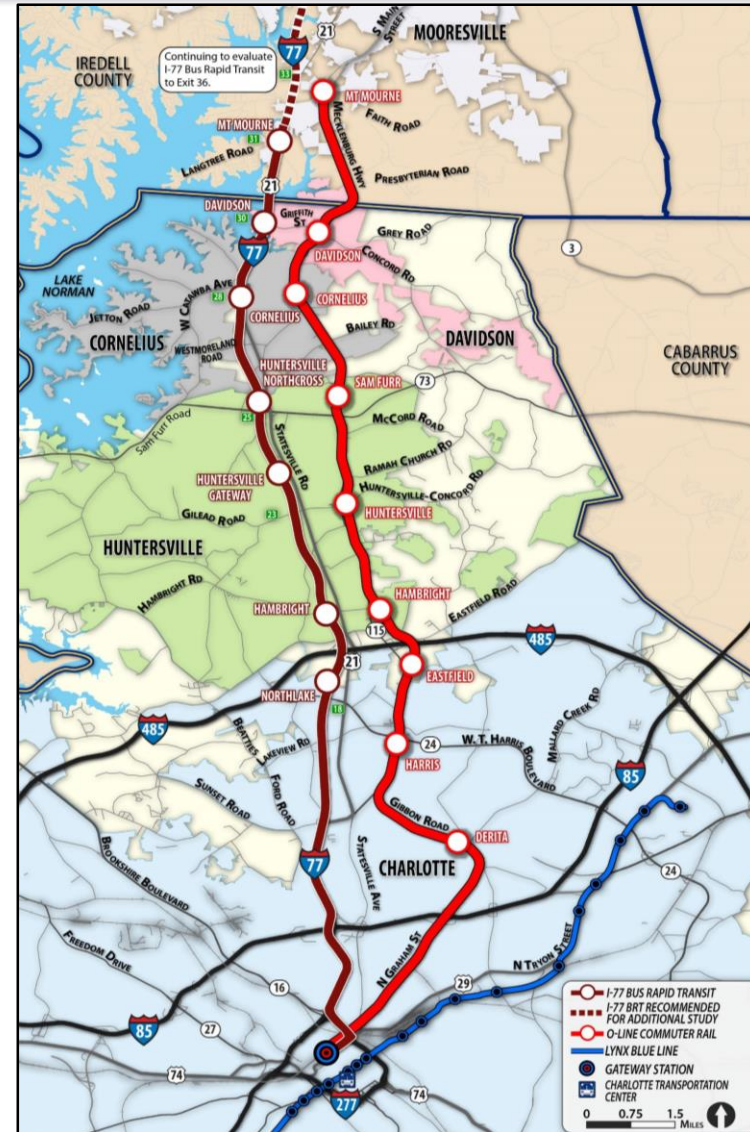 77
21
S MAIN
STREET
MOORESVILLE
IREDELL
COUNTY
Continuing to evaluate
I-77 Bus Rapid Transit
to Exit 36.
33
MT MOURNE
MECKLENBURG HWY
FAITH ROAD
MT MOURNE
31
LANGTREE ROAD
PRESBYTERIAN ROAD
21
DAVIDSON
30
GRIFFITH
ST
GREY ROAD
77
DAVIDSON
CONCORD RD
3
LAKE
NORMAN
W CATAWBA AVE
28
CORNELIUS
CORNELIUS
JETTON ROAD
CORNELIUS
WESTMORELAND
ROAD
BAILEY RD
DAVIDSON
CABARRUS
COUNTY
HUNTERSVILLE
NORTHCROSS
SAM FURR
73
25
SAM FURR ROAD
MCCORD ROAD
STATESVILLE RD
RAMAH CHURCH RD
HUNTERSVILLE-CONCORD RD
HUNTERSVILLE
GATEWAY
HUNTERSVILLE
GILEAD ROAD
23
HUNTERSVILLE
HAMBRIGHT RD
HAMBRIGHT
HAMBRIGHT
EASTFIELD ROAD
115
485
21
EASTFIELD
NORTHLAKE
18
485
BEATTIES
FORD ROAD
LAKEVIEW RD
24
W.T. HARRIS BOULEVARD
MALLARD CREEK RD
HARRIS
85
SUNSET ROAD
GIBBON ROAD
DERITA
BROOKSHIRE BOULEVARD
77
STATESVILLE AVE
CHARLOTTE
24
FREEDOM DRIVE
N GRAHAM ST
N TRYON STREET
16
29
85
27
74
74
277
I-77 BUS RAPID TRANSIT
I-77 BRT RECOMMENDED
FOR ADDITIONAL STUDY
O-LINE COMMUTER RAIL
LYNX BLUE LINE
GATEWAY STATION
CHARLOTTE TRANSPORTATION
CENTER
0 0.75 1.5
MILES